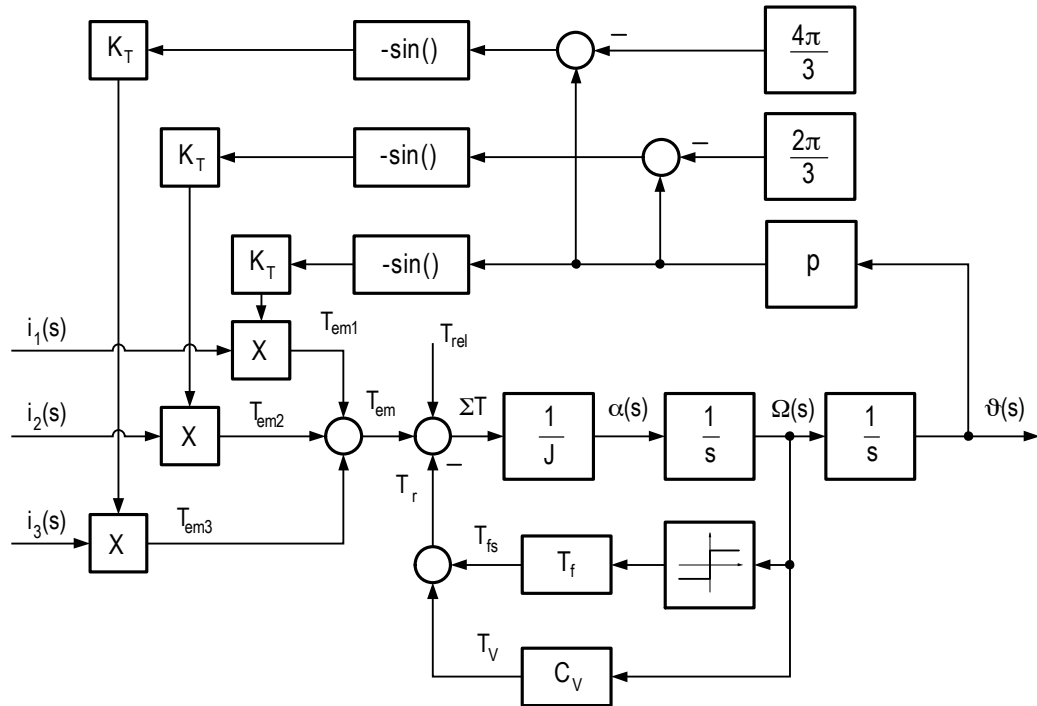 K_T
-sin()
−
4π
3
K_T
-sin()
−
2π
3
K_T
-sin()
p
i_1(s)
X
T_em1
T_rel
i_2(s)
X
T_em2
T_em
ΣT
1
J
α(s)
1
s
Ω(s)
1
s
ϑ(s)
−
T_r
i_3(s)
X
T_em3
T_fs
T_f
T_V
C_V